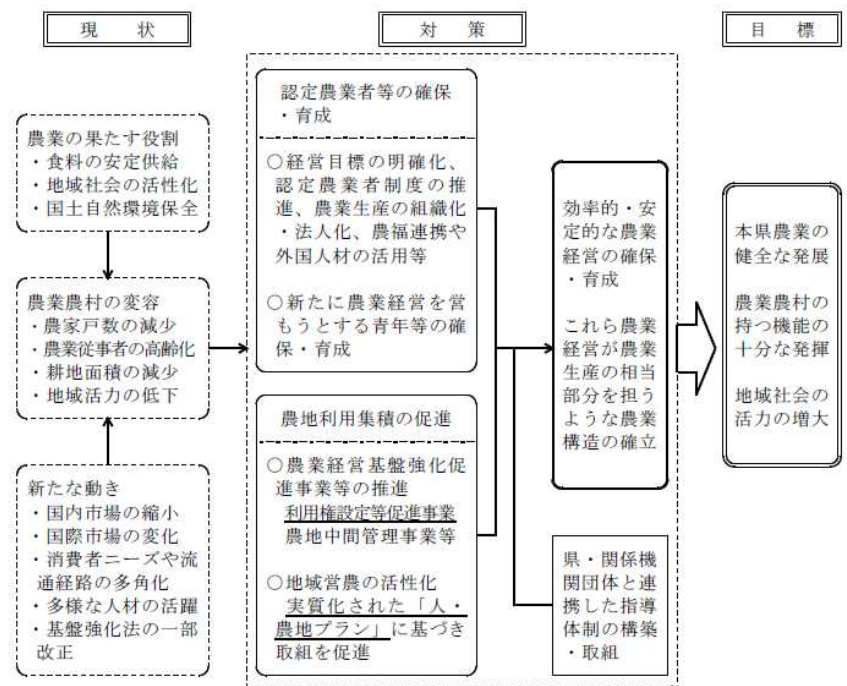 現　状
対　策
目　標
農業の果たす役割
・食料の安定供給
・地域社会の活性化
・国土自然環境保全
農業農村の変容
・農家戸数の減少
・農業従事者の高齢化
・耕地面積の減少
・地域活力の低下
新たな動き
・国内市場の縮小
・国際市場の変化
・消費者ニーズや流
通経路の多角化
・多様な人材の活躍
・基盤強化法の一部
改正
認定農業者等の確保
・育成
○経営目標の明確化、
認定農業者制度の推
進、農業生産の組織化
・法人化、農福連携や
外国人材の活用等
○新たに農業経営を営
もうとする青年等の確
保・育成
農地利用集積の促進
○農業経営基盤強化促
進事業等の推進
利用権設定等促進事業
農地中間管理事業等
○地域営農の活性化
実質化された「人・
農地プラン」に基づき
取組を促進
効率的・安
定的な農業
経営の確保
・育成
これら農業
経営が農業
生産の相当
部分を担う
ような農業
構造の確立
県・関係機
関団体と連
携した指導
体制の構築
・取組
本県農業の
健全な発展
農業農村の
持つ機能の
十分な発揮
地域社会の
活力の増大